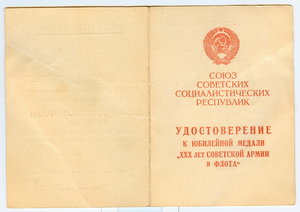 СОЮЗ
СОВЕТСКИХ
СОЦИАЛИСТИЧЕСКИХ
РЕСПУБЛИК
УДОСТОВЕРЕНИЕ
К ЮБИЛЕЙНОЙ МЕДАЛИ
„XXX ЛЕТ СОВЕТСКОЙ АРМИИ
И ФЛОТА“